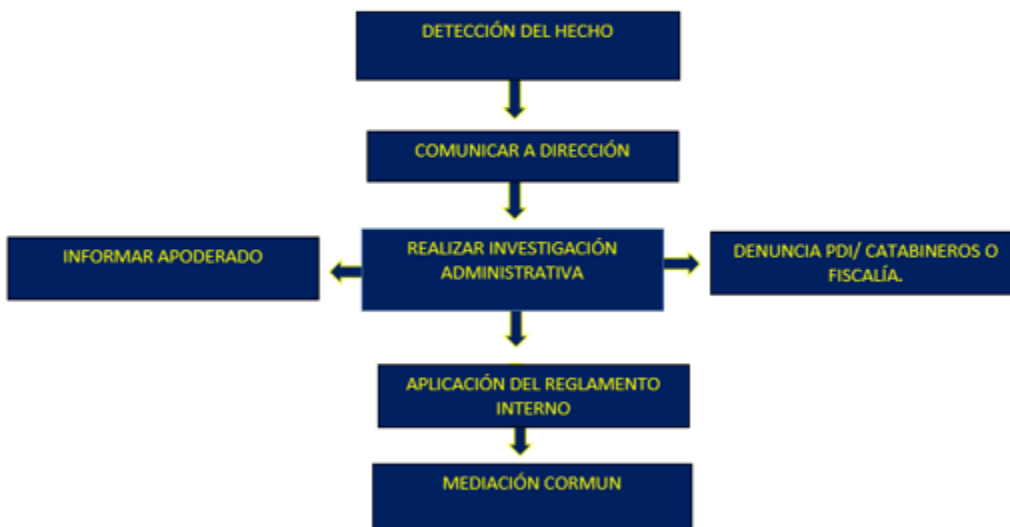 DETECCIÓN DEL HECHO
COMUNICAR A DIRECCIÓN
INFORMAR APODERADO
REALIZAR INVESTIGACIÓN
ADMINISTRATIVA
DENUNCIA PDI/ CATABINEROS O
FISCALÍA.
APLICACIÓN DEL REGLAMENTO
INTERNO
MEDIACIÓN CORMUN